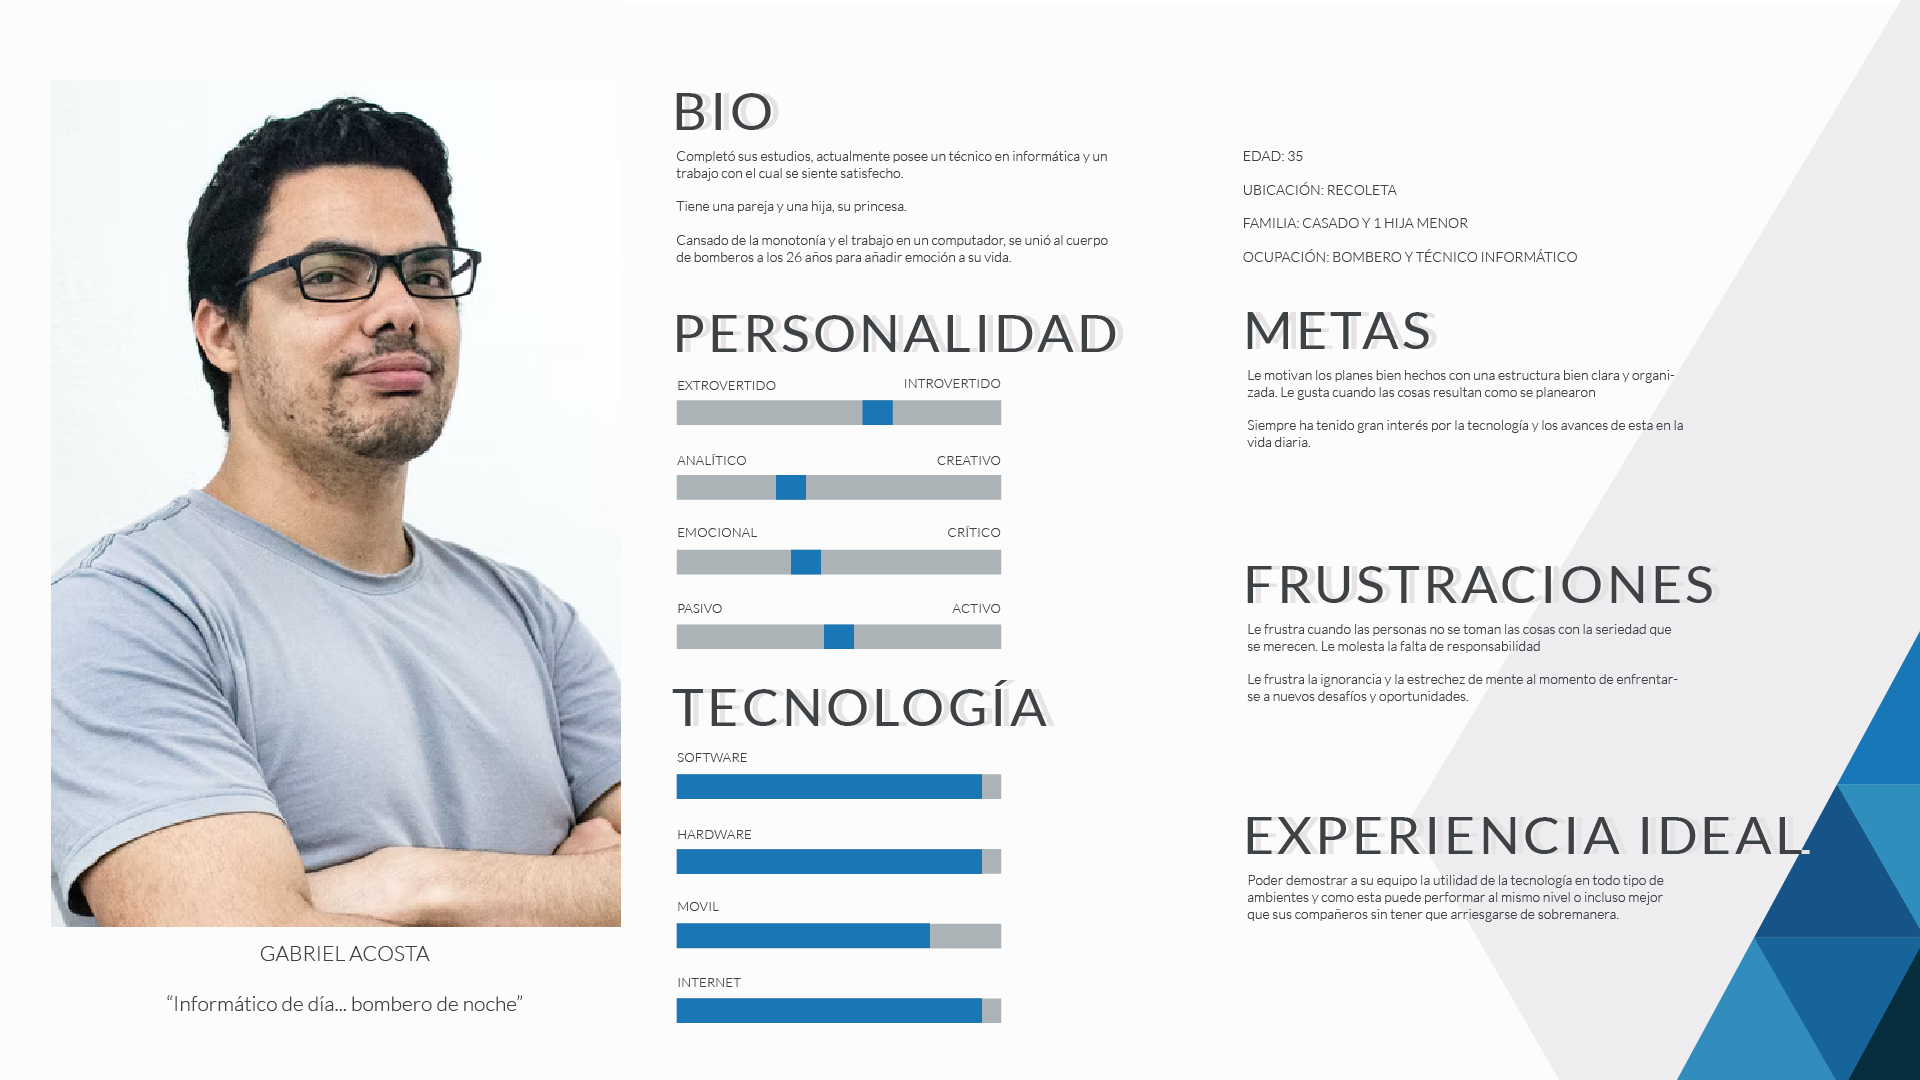 GABRIEL ACOSTA
“Informático de día... bombero de noche”
BIO
Completó sus estudios, actualmente posee un técnico en informática y un
trabajo con el cual se siente satisfecho.
Tiene una pareja y una hija, su princesa.
Cansado de la monotonía y el trabajo en un computador, se unió al cuerpo
de bomberos a los 26 años para añadir emoción a su vida.
PERSONALIDAD
EXTROVERTIDO INTROVERTIDO
ANALÍTICO CREATIVO
EMOCIONAL CRÍTICO
PASIVO ACTIVO
TECNOLOGÍA
SOFTWARE
HARDWARE
MOVIL
INTERNET
EDAD: 35
UBICACIÓN: RECOLETA
FAMILIA: CASADO Y 1 HIJA MENOR
OCUPACIÓN: BOMBERO Y TÉCNICO INFORMÁTICO
METAS
Le motivan los planes bien hechos con una estructura bien clara y organi-
zada. Le gusta cuando las cosas resultan como se planearon
Siempre ha tenido gran interés por la tecnología y los avances de esta en la
vida diaria.
FRUSTRACIONES
Le frustra cuando las personas no se toman las cosas con la seriedad que
se merecen. Le molesta la falta de responsabilidad
Le frustra la ignorancia y la estrechez de mente al momento de enfrentar-
se a nuevos desafíos y oportunidades.
EXPERIENCIA IDEAL
Poder demostrar a su equipo la utilidad de la tecnología en todo tipo de
ambientes y como esta puede performar al mismo nivel o incluso mejor
que sus compañeros sin tener que arriesgarse de sobremanera.